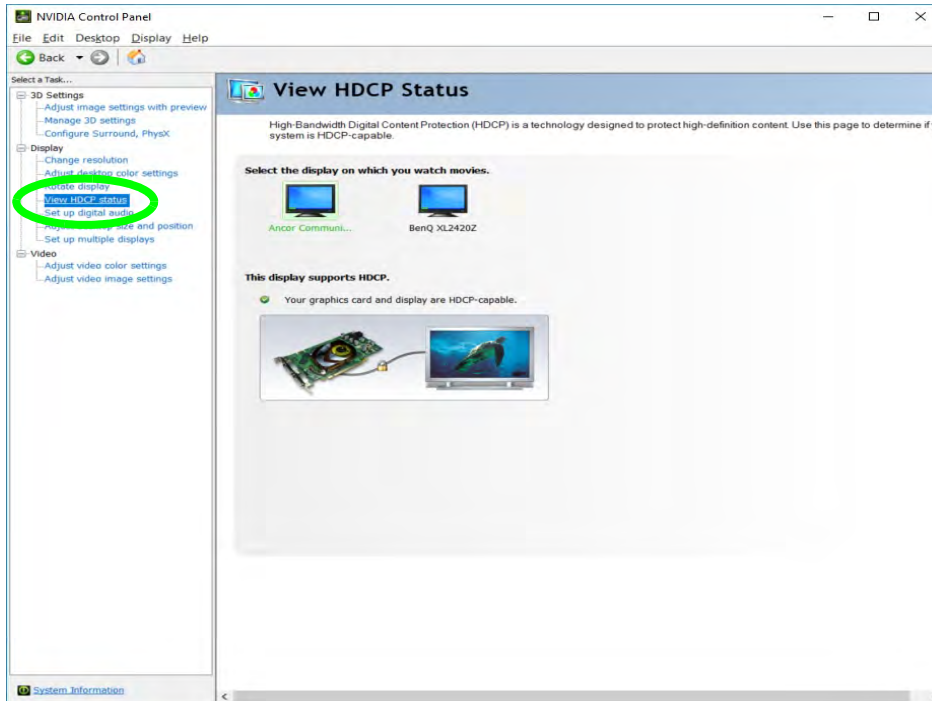 NVIDIA Control Panel
File Edit Desktop Display Help
Back
Select a Task...
3D Settings
Adjust image settings with preview
Manage 3D settings
Configure Surround, PhysX
Display
Change resolution
Adjust desktop color settings
Rotate display
View HDCP status
Set up digital audio
Adjust desktop size and position
Set up multiple displays
Video
Adjust video color settings
Adjust video image settings
System Information
View HDCP Status
High-Bandwidth Digital Content Protection (HDCP) is a technology designed to protect high-definition content. Use this page to determine if
system is HDCP-capable.
Select the display on which you watch movies.
Ancor Communi... BenQ XL2420Z
This display supports HDCP.
Your graphics card and display are HDCP-capable.